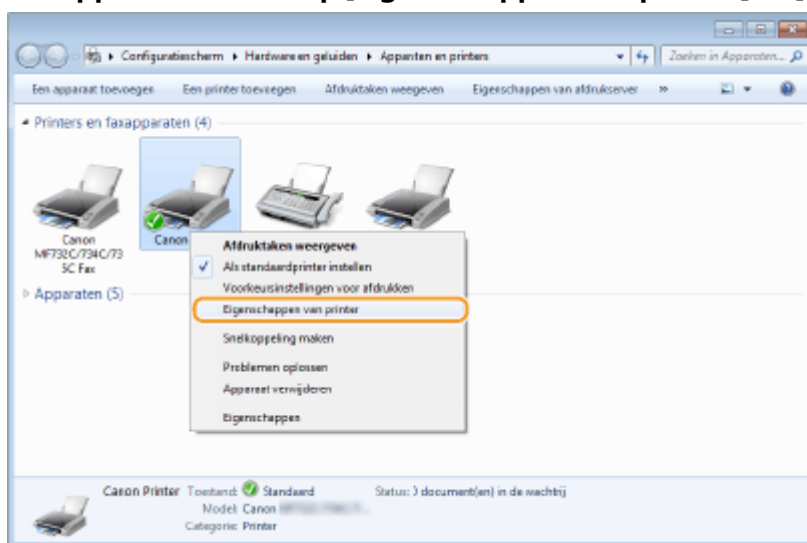 Configuratiescherm ▸ Hardware en geluiden ▸ Apparaten en printers
Zoeken in Apparaten...
Een apparaat toevoegen Een printer toevoegen Afdruktaken weergeven Eigenschappen van afdrukserver »
Printers en faxapparaten (4)
Canon
MF732C/734C/73
5C Fax
Canon
Afdruktaken weergeven
Als standaardprinter instellen
Voorkeursinstellingen voor afdrukken
Eigenschappen van printer
Snelkoppeling maken
Problemen oplossen
Apparaat verwijderen
Eigenschappen
Apparaten (5)
Canon Printer Toestand: Standaard Status: document(en) in de wachtrij
Model: Canon
Categorie: Printer